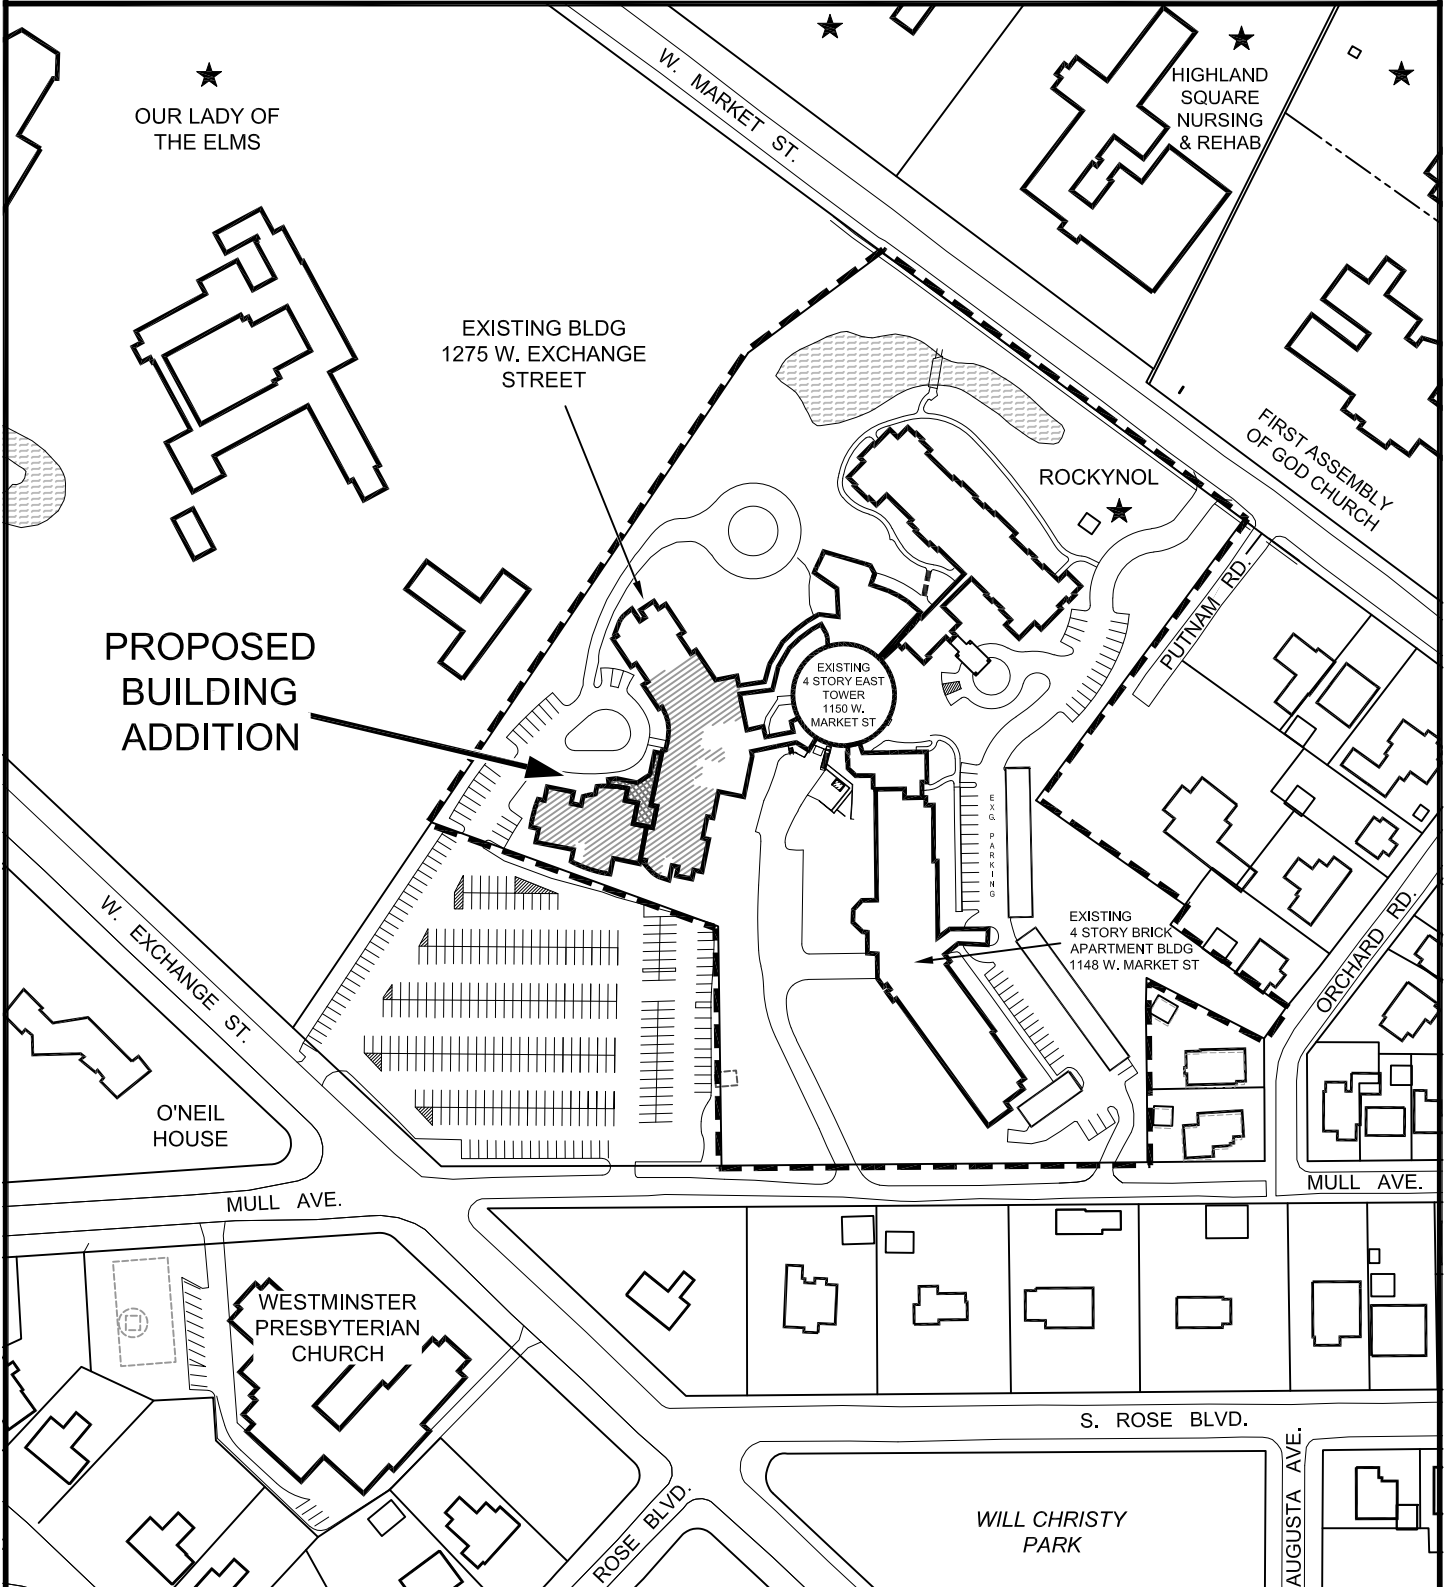 W. MARKET ST.
HIGHLAND
SQUARE
NURSING
& REHAB
OUR LADY OF
THE ELMS
EXISTING BLDG
1275 W. EXCHANGE
STREET
FIRST ASSEMBLY
OF GOD CHURCH
ROCKYNOL
PUTNAM RD.
PROPOSED
BUILDING
ADDITION
EXISTING
4 STORY EAST
TOWER
1150 W.
MARKET ST
EXG. PARKING
EXISTING
4 STORY BRICK
APARTMENT BLDG
1148 W. MARKET ST
ORCHARD RD.
W. EXCHANGE ST.
O'NEIL
HOUSE
MULL AVE.
MULL AVE.
WESTMINSTER
PRESBYTERIAN
CHURCH
S. ROSE BLVD.
AUGUSTA AVE.
ROSE BLVD.
WILL CHRISTY
PARK